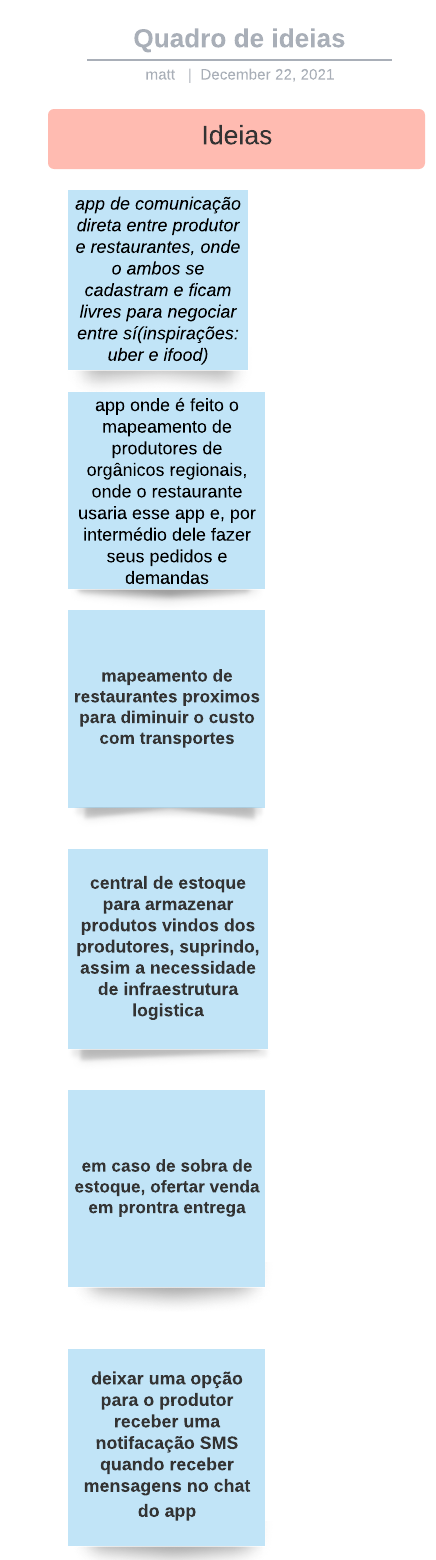 Quadro de ideias
matt | December 22, 2021
Ideias
app de comunicação
direta entre produtor
e restaurantes, onde
o ambos se
cadastram e ficam
livres para negociar
entre sí(inspirações:
uber e ifood)
app onde é feito o
mapeamento de
produtores de
orgânicos regionais,
onde o restaurante
usaria esse app e, por
intermédio dele fazer
seus pedidos e
demandas
mapeamento de
restaurantes proximos
para diminuir o custo
com transportes
central de estoque
para armazenar
produtos vindos dos
produtores, suprindo,
assim a necessidade
de infraestrutura
logistica
em caso de sobra de
estoque, ofertar venda
em prontra entrega
deixar uma opção
para o produtor
receber uma
notifacação SMS
quando receber
mensagens no chat
do app